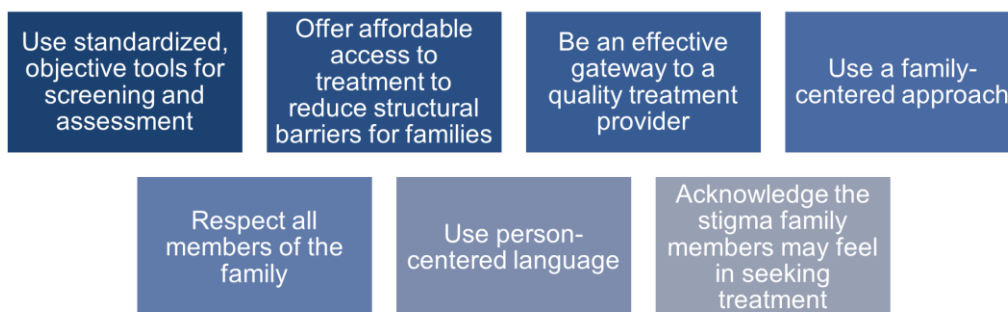 Use standardized,
objective tools for
screening and
assessment
Offer affordable
access to
treatment to
reduce structural
barriers for families
Be an effective
gateway to a
quality treatment
provider
Use a family-
centered approach
Respect all
members of the
family
Use person-
centered language
Acknowledge the
stigma family
members may feel
in seeking
treatment